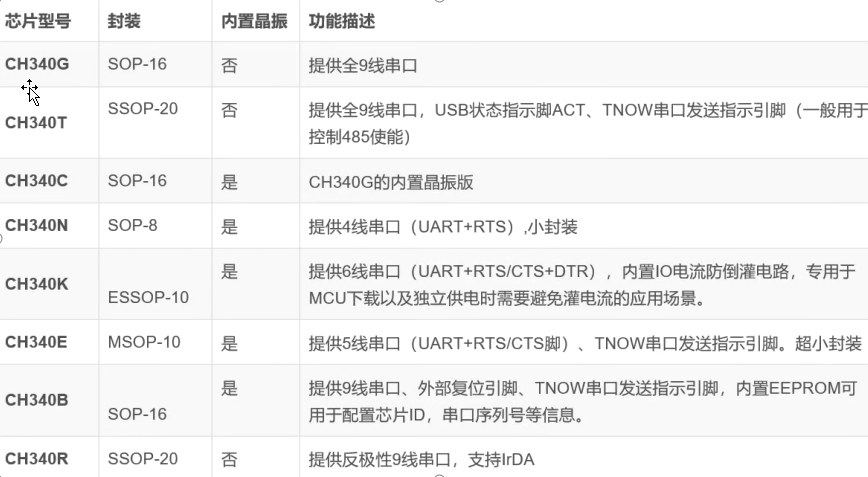 芯片型号 封装 内置晶振 功能描述
CH340G SOP-16 否 提供全9线串口
CH340T SSOP-20 否 提供全9线串口，USB状态指示脚ACT、TNOW串口发送指示引脚（一般用于
控制485使能）
CH340C SOP-16 是 CH340G的内置晶振版
CH340N SOP-8 是 提供4线串口（UART+RTS）,小封装
CH340K ESSOP-10 是 提供6线串口（UART+RTS/CTS+DTR），内置IO电流防倒灌电路，专用于
MCU下载以及独立供电时需要避免灌电流的应用场景。
CH340E MSOP-10 是 提供5线串口（UART+RTS/CTS脚）、TNOW串口发送指示引脚。超小封装
CH340B SOP-16 是 提供9线串口、外部复位引脚、TNOW串口发送指示引脚，内置EEPROM可
用于配置芯片ID，串口序列号等信息。
CH340R SSOP-20 否 提供反极性9线串口，支持IrDA